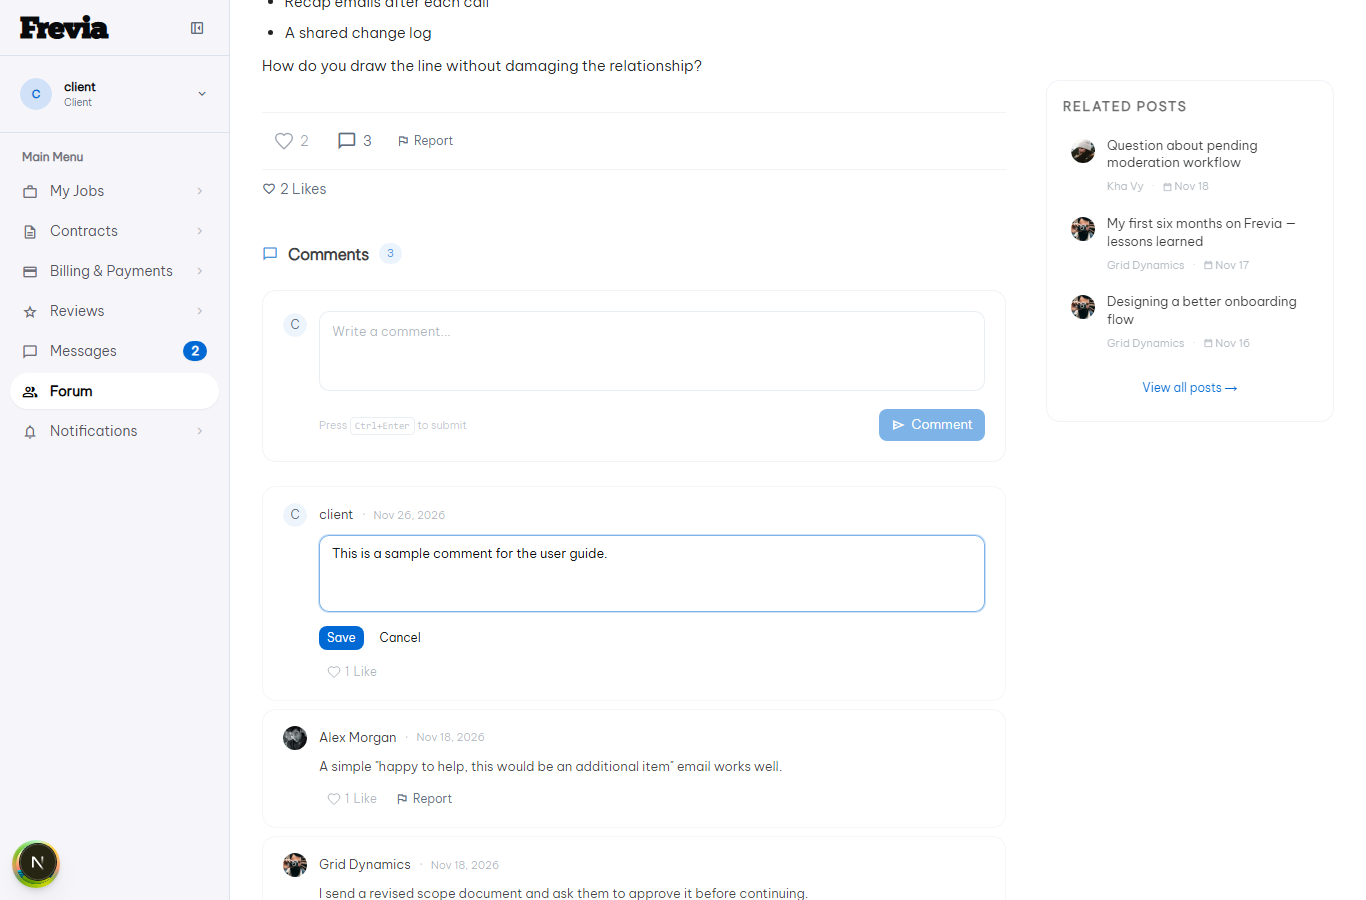 Frevia
C
client
Client
Main Menu
My Jobs
Contracts
Billing & Payments
Reviews
Messages
2
Forum
Notifications
N
Recap emails after each call
A shared change log
How do you draw the line without damaging the relationship?
2
3
Report
2 Likes
Comments
3
C
Write a comment...
Press Ctrl+Enter to submit
Comment
C
client · Nov 26, 2026
This is a sample comment for the user guide.
Save
Cancel
1 Like
Alex Morgan · Nov 18, 2026
A simple "happy to help, this would be an additional item" email works well.
1 Like
Report
Grid Dynamics · Nov 18, 2026
I send a revised scope document and ask them to approve it before continuing.
RELATED POSTS
Question about pending
moderation workflow
Kha Vy · Nov 18
My first six months on Frevia —
lessons learned
Grid Dynamics · Nov 17
Designing a better onboarding
flow
Grid Dynamics · Nov 16
View all posts →